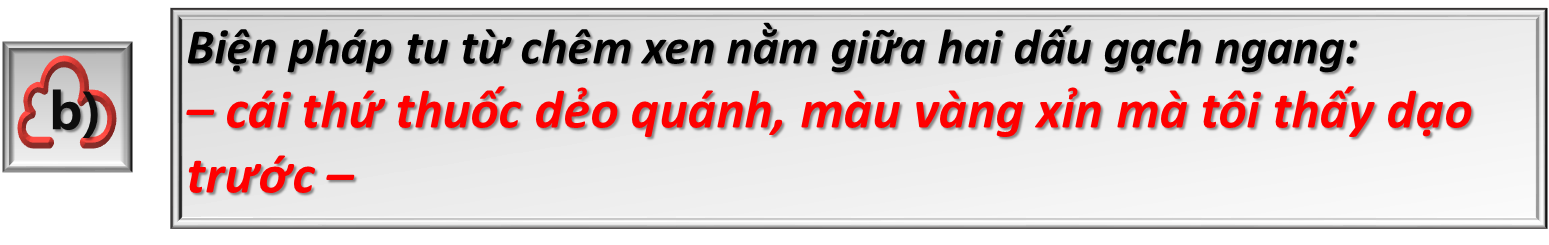 b)
Biện pháp tu từ chêm xen nằm giữa hai dấu gạch ngang:
– cái thứ thuốc dẻo quánh, màu vàng xỉn mà tôi thấy dạo
trước –